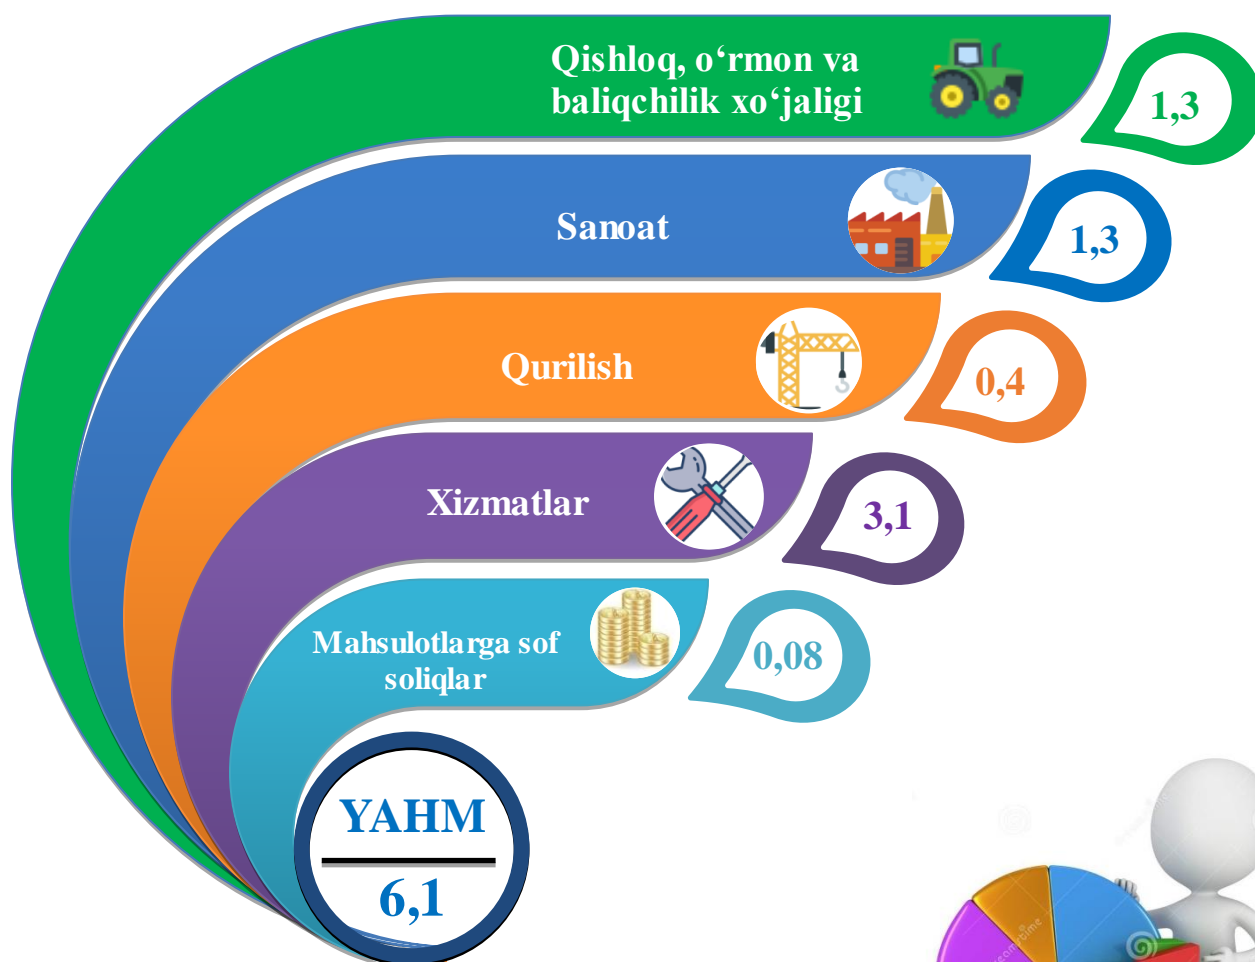 Qishloq, o‘rmon va
baliqchilik xo‘jaligi
1,3
Sanoat
1,3
Qurilish
0,4
Xizmatlar
3,1
Mahsulotlarga sof
soliqlar
0,08
YAHM
6,1